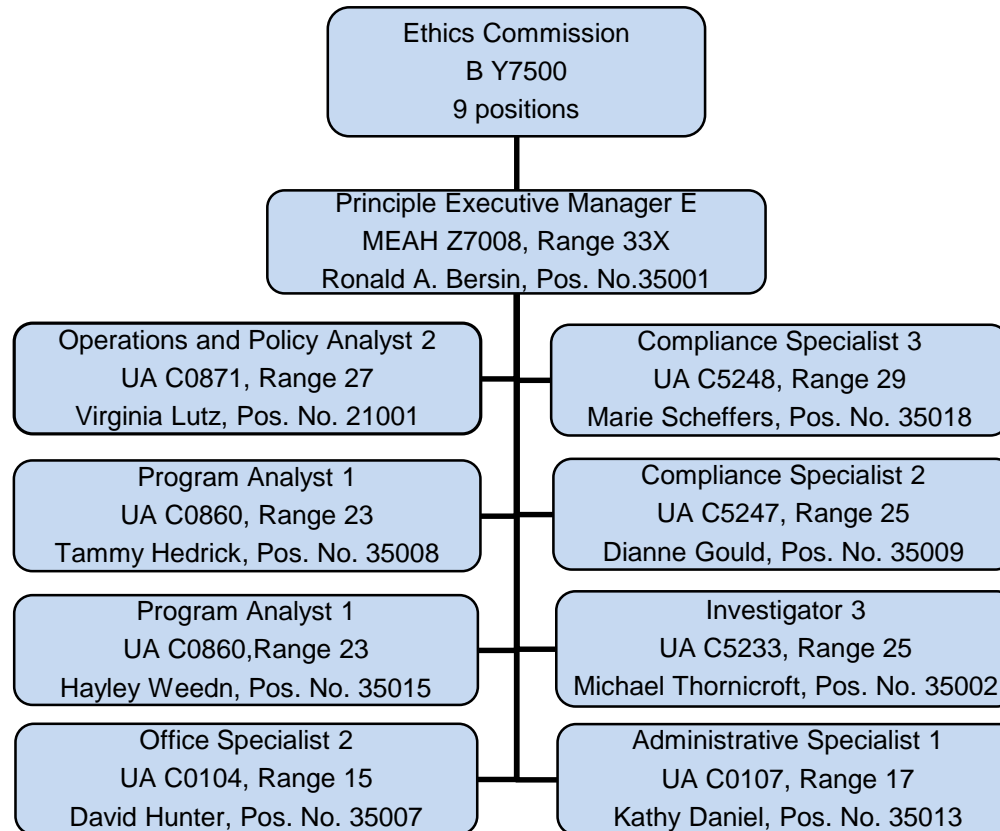 Ethics Commission
B Y7500
9 positions
Principle Executive Manager E
MEAH Z7008, Range 33X
Ronald A. Bersin, Pos. No.35001
Operations and Policy Analyst 2
UA C0871, Range 27
Virginia Lutz, Pos. No. 21001
Compliance Specialist 3
UA C5248, Range 29
Marie Scheffers, Pos. No. 35018
Program Analyst 1
UA C0860, Range 23
Tammy Hedrick, Pos. No. 35008
Compliance Specialist 2
UA C5247, Range 25
Dianne Gould, Pos. No. 35009
Program Analyst 1
UA C0860,Range 23
Hayley Weedn, Pos. No. 35015
Investigator 3
UA C5233, Range 25
Michael Thornicroft, Pos. No. 35002
Office Specialist 2
UA C0104, Range 15
David Hunter, Pos. No. 35007
Administrative Specialist 1
UA C0107, Range 17
Kathy Daniel, Pos. No. 35013